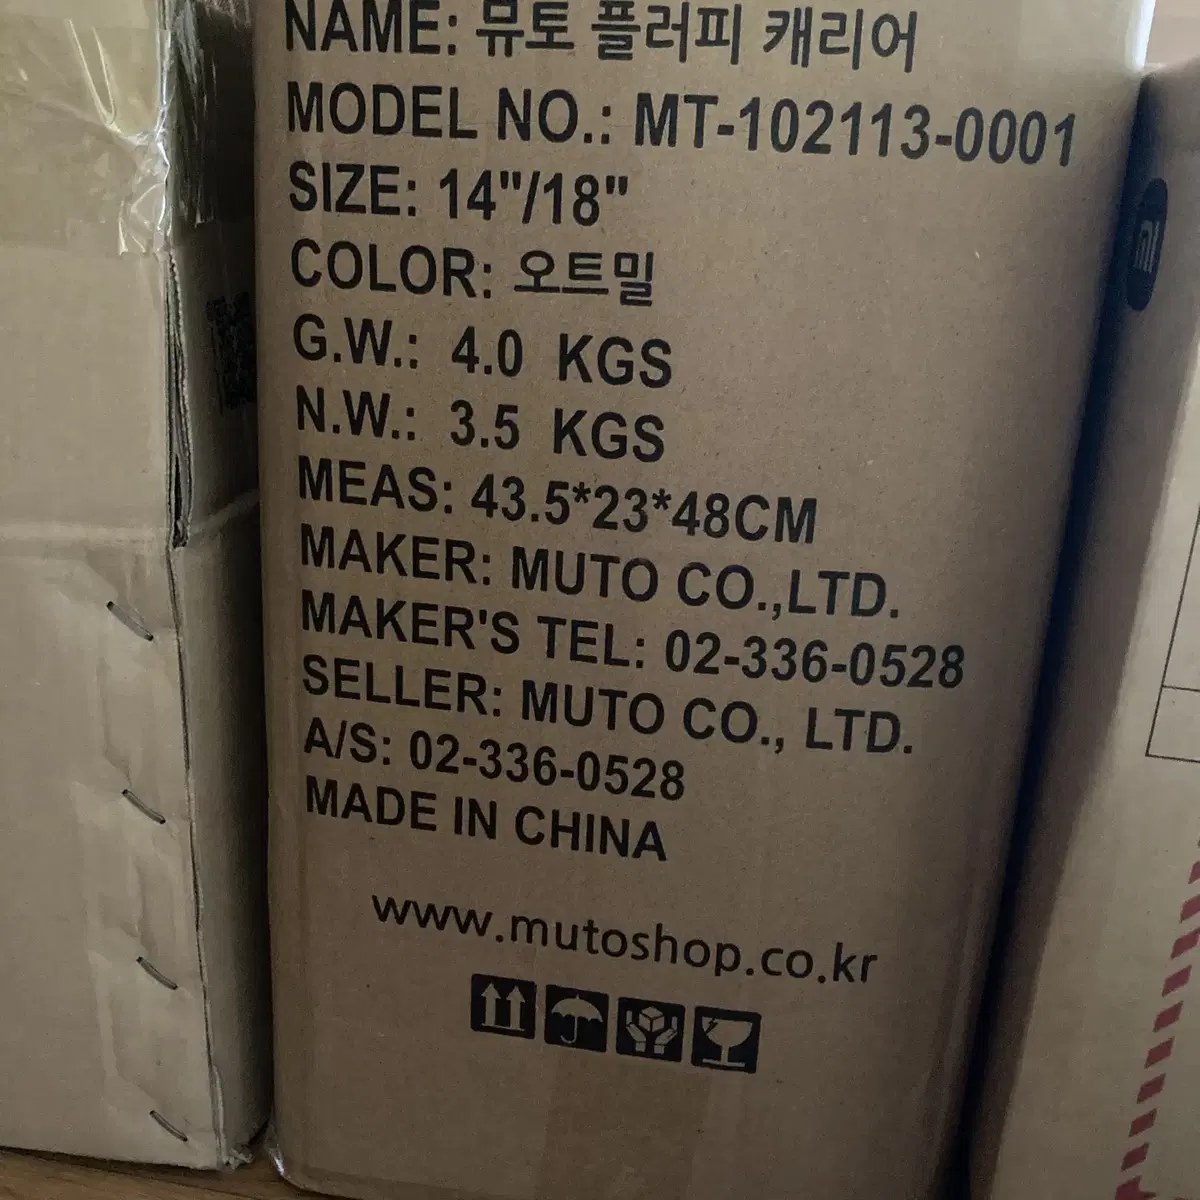 NAME: 뮤토 플러피 캐리어
MODEL NO.: MT-102113-0001
SIZE: 14"/18"
COLOR: 오트밀
G.W.: 4.0 KGS
N.W.: 3.5 KGS
MEAS: 43.5*23*48CM
MAKER: MUTO CO.,LTD.
MAKER'S TEL: 02-336-0528
SELLER: MUTO CO., LTD.
A/S: 02-336-0528
MADE IN CHINA
www.mutoshop.co.kr
mi